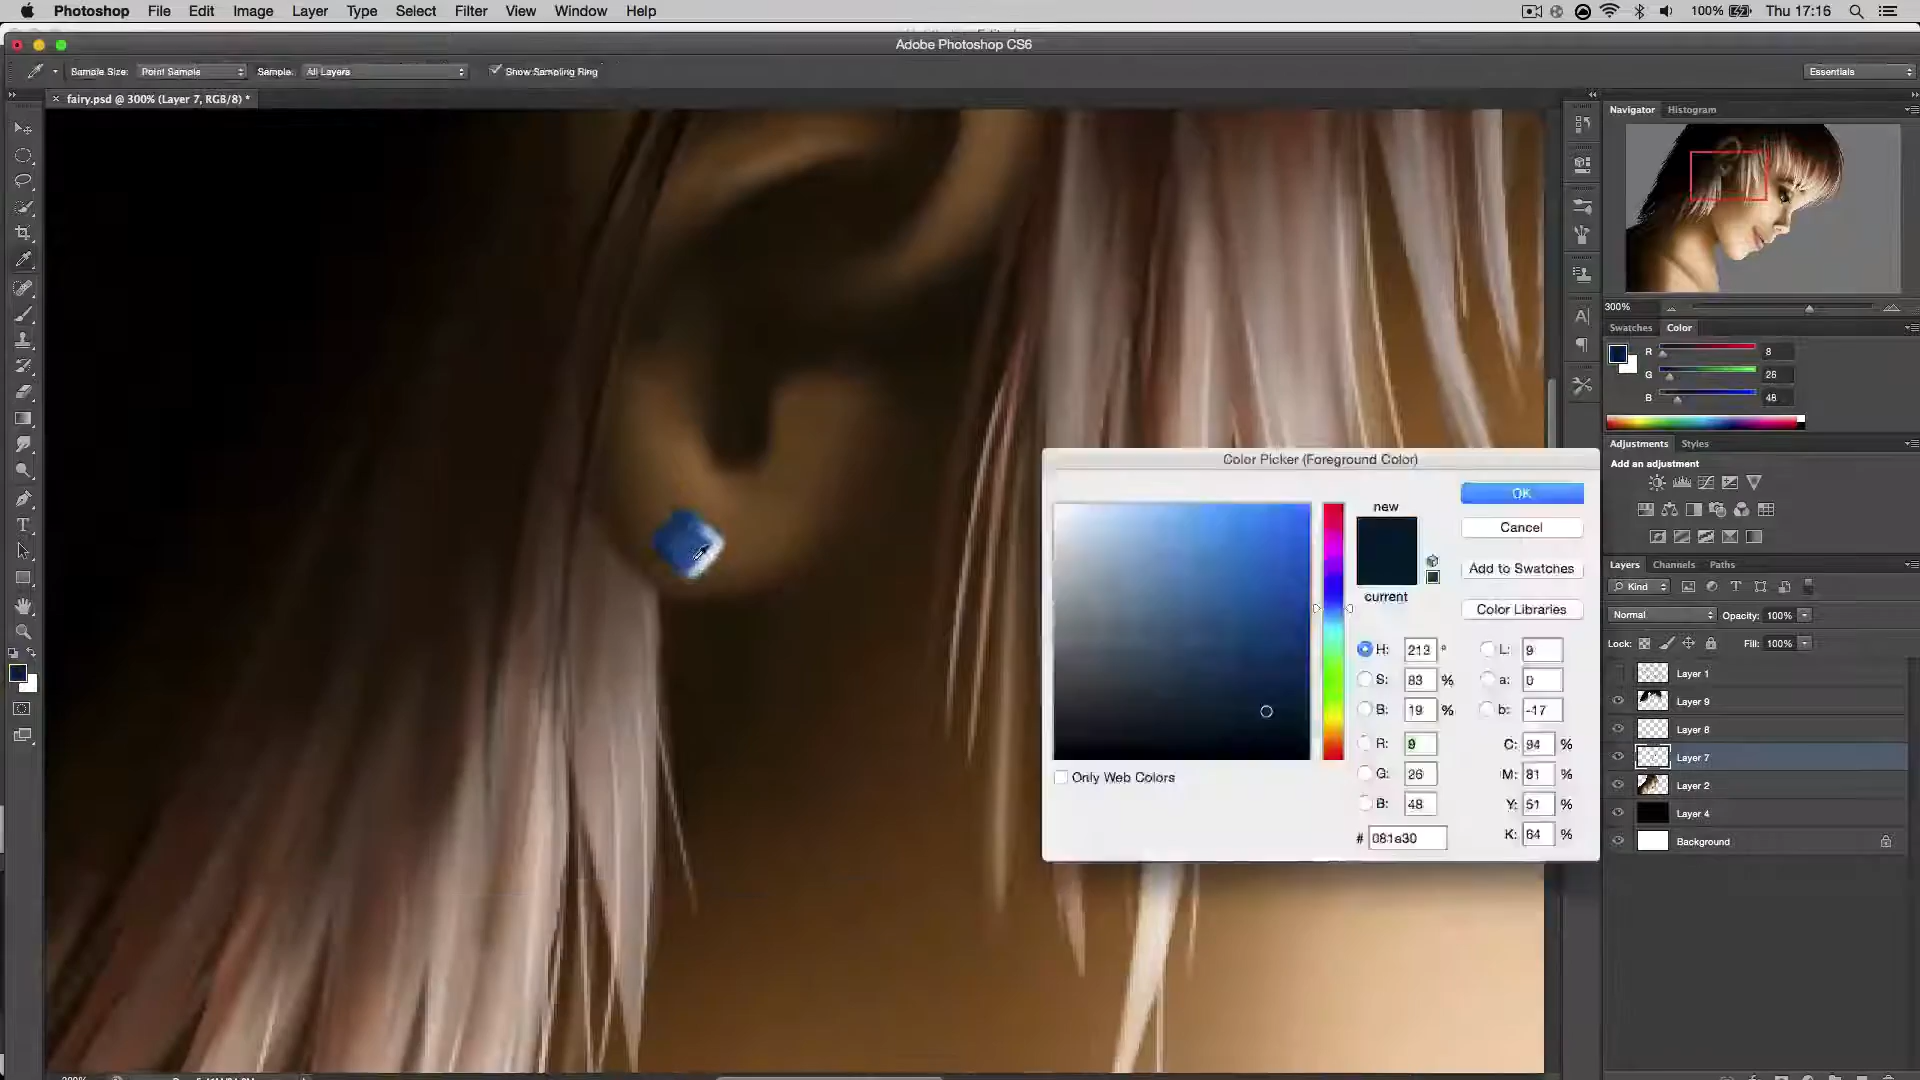 Photoshop File Edit Image Layer Type Select Filter View Window Help 100% Thu 17:16
Adobe Photoshop CS6
Sample Size: Point Sample Sample: All Layers Show Sampling Ring Essentials
× fairy.psd @ 300% (Layer 7, RGB/8) *
Navigator Histogram
300%
Swatches Color
R 8
G 26
B 48
Adjustments Styles
Add an adjustment
Layers Channels Paths
Kind
Normal Opacity: 100%
Lock: Fill: 100%
Layer 1
Layer 9
Layer 8
Layer 7
Layer 2
Layer 4
Background
Color Picker (Foreground Color)
new
current
OK
Cancel
Add to Swatches
Color Libraries
H: 213 ° L: 9
S: 83 % a: 0
B: 19 % b: -17
R: 9 C: 94 %
G: 26 M: 81 %
B: 48 Y: 51 %
# 081a30 K: 64 %
Only Web Colors